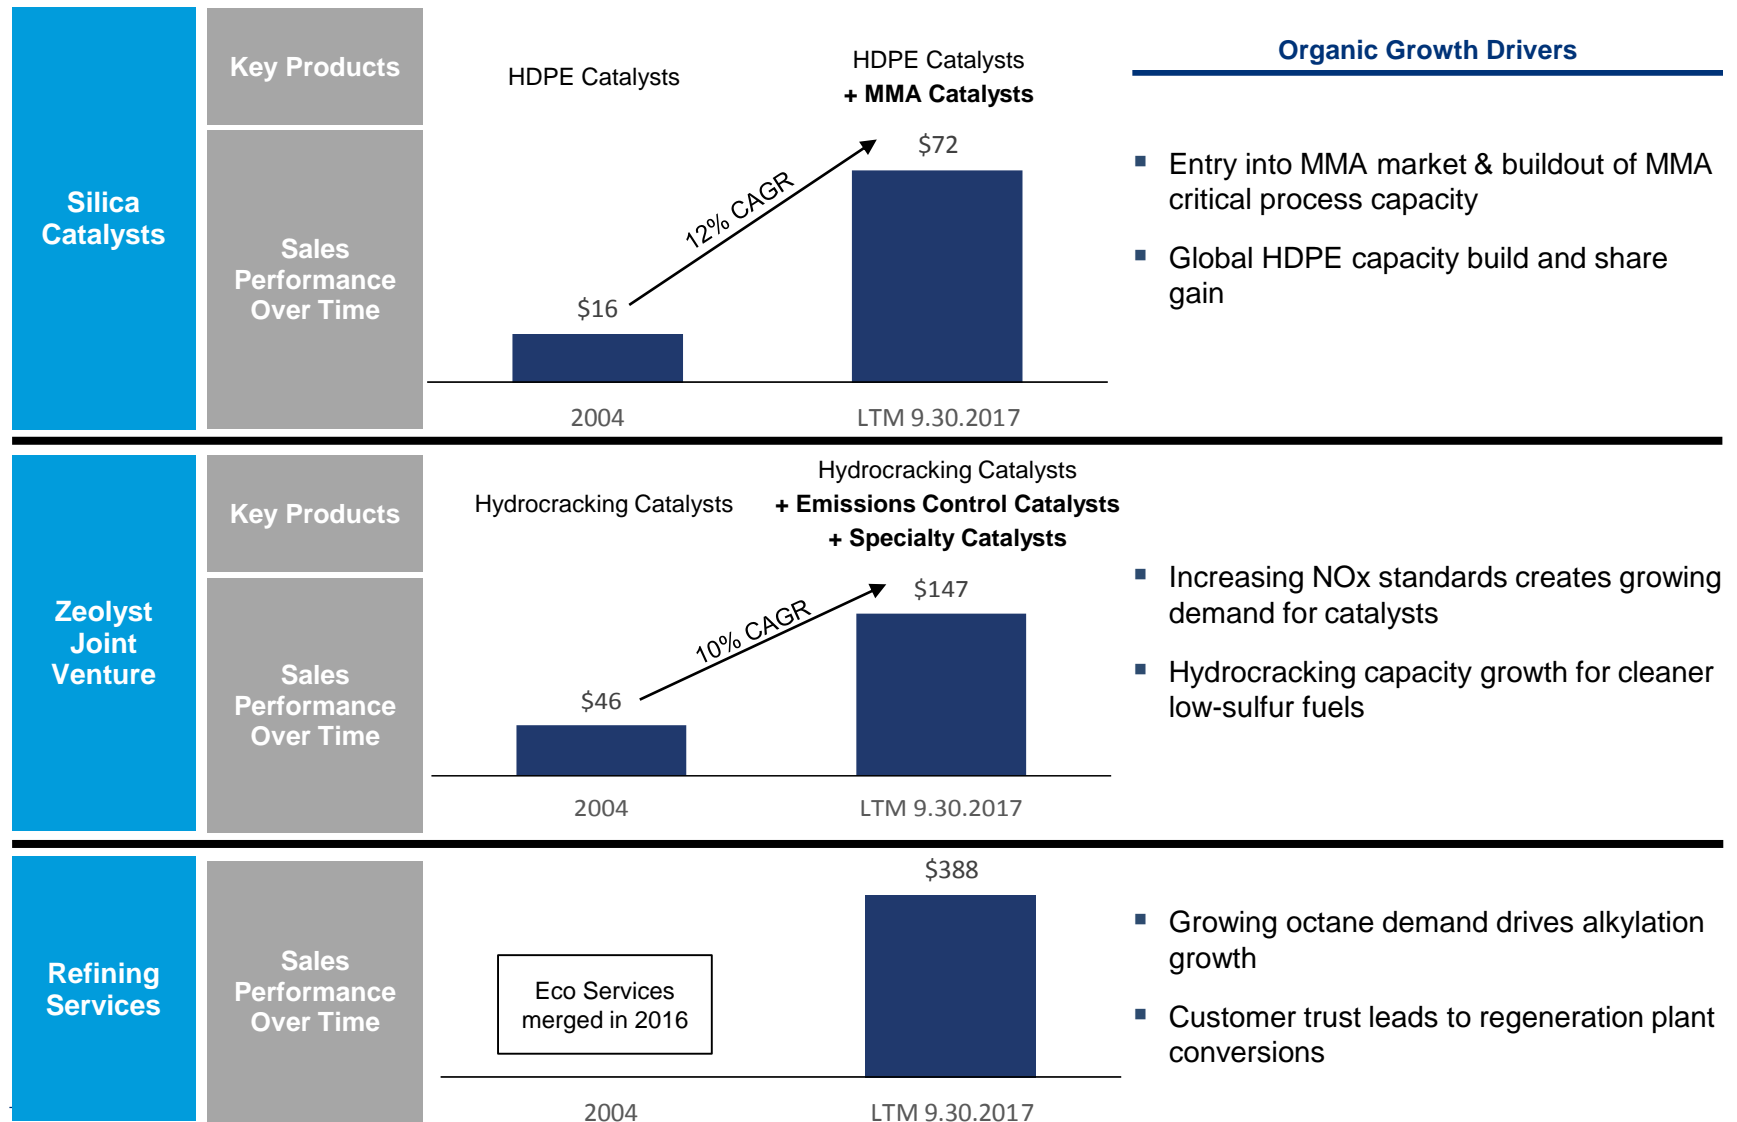 Silica
Catalysts
Key Products
HDPE Catalysts
HDPE Catalysts
+ MMA Catalysts
Sales
Performance
Over Time
$16
12% CAGR
$72
2004
LTM 9.30.2017
Organic Growth Drivers
Entry into MMA market & buildout of MMA
critical process capacity
Global HDPE capacity build and share
gain
Zeolyst
Joint
Venture
Key Products
Hydrocracking Catalysts
Hydrocracking Catalysts
+ Emissions Control Catalysts
+ Specialty Catalysts
Sales
Performance
Over Time
$46
10% CAGR
$147
2004
LTM 9.30.2017
Increasing NOx standards creates growing
demand for catalysts
Hydrocracking capacity growth for cleaner
low-sulfur fuels
Refining
Services
Sales
Performance
Over Time
Eco Services
merged in 2016
$388
2004
LTM 9.30.2017
Growing octane demand drives alkylation
growth
Customer trust leads to regeneration plant
conversions